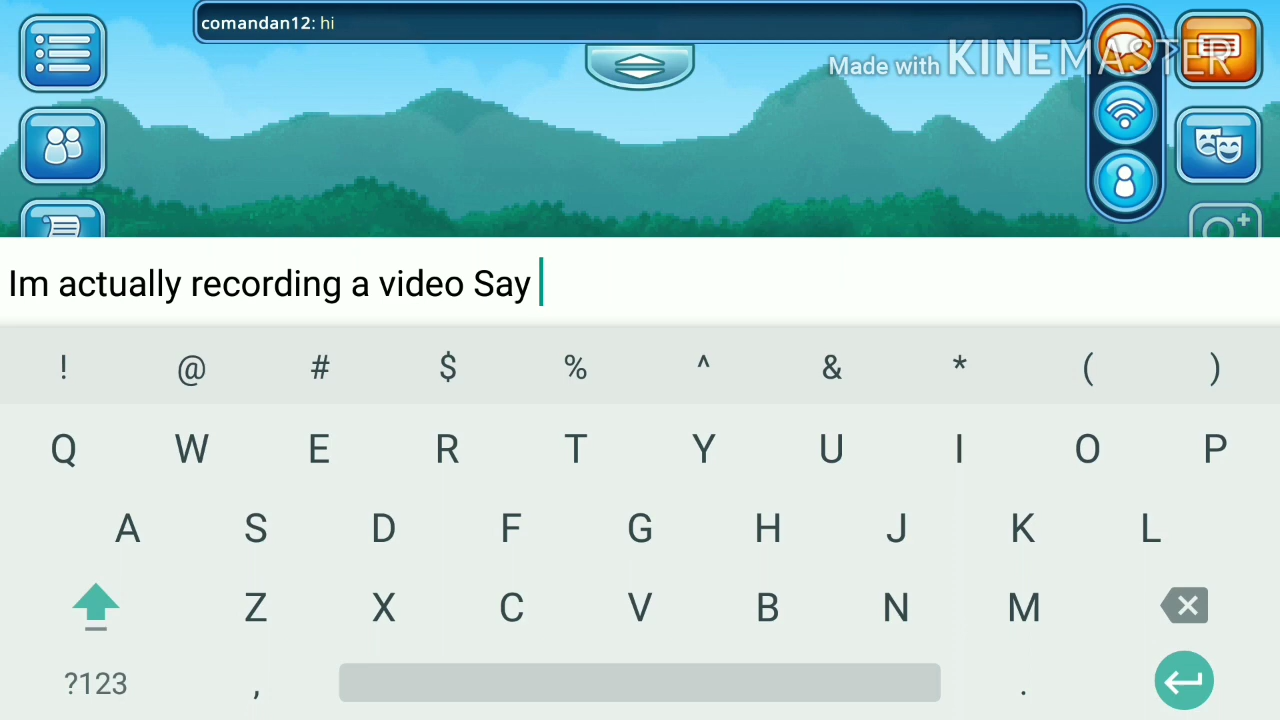 comandan12: hi
Made with KINEMASTER
Im actually recording a video Say
! @ # $ % ^ & * ( )
Q W E R T Y U I O P
A S D F G H J K L
Z X C V B N M
?123 , .